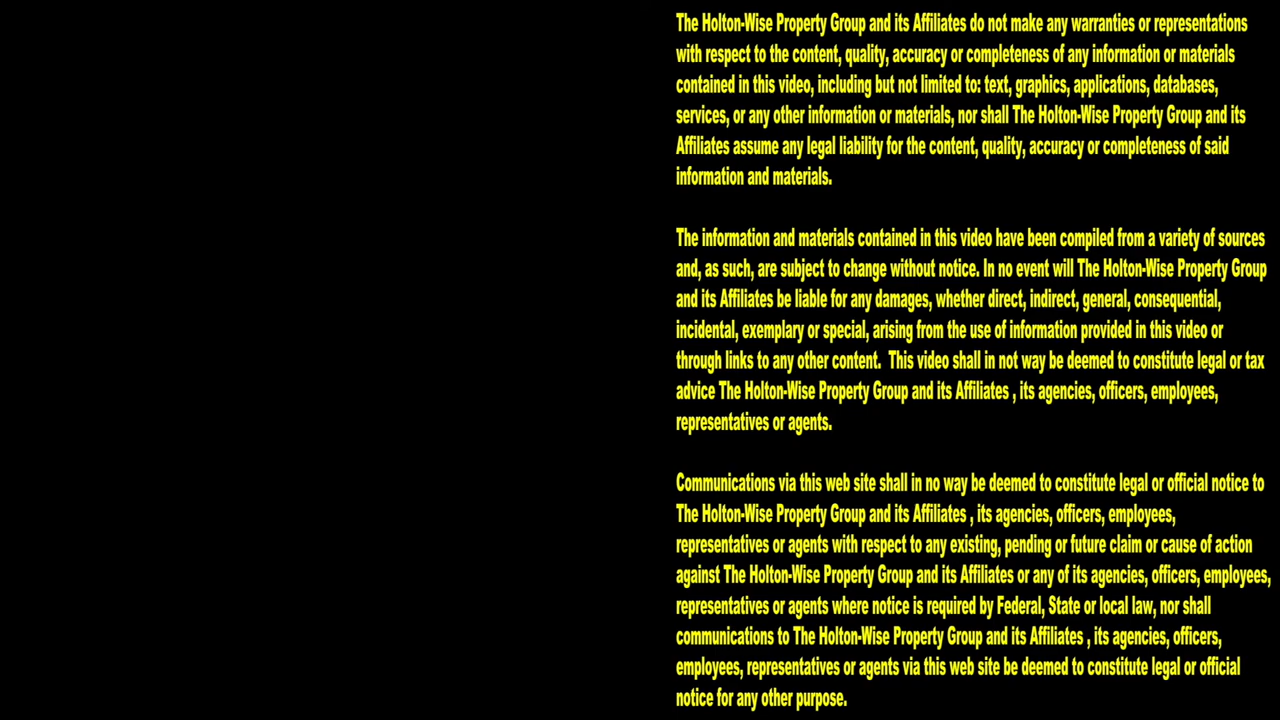 The Holton-Wise Property Group and its Affiliates do not make any warranties or representations
with respect to the content, quality, accuracy or completeness of any information or materials
contained in this video, including but not limited to: text, graphics, applications, databases,
services, or any other information or materials, nor shall The Holton-Wise Property Group and its
Affiliates assume any legal liability for the content, quality, accuracy or completeness of said
information and materials.
The information and materials contained in this video have been compiled from a variety of sources
and, as such, are subject to change without notice. In no event will The Holton-Wise Property Group
and its Affiliates be liable for any damages, whether direct, indirect, general, consequential,
incidental, exemplary or special, arising from the use of information provided in this video or
through links to any other content.  This video shall in not way be deemed to constitute legal or tax
advice The Holton-Wise Property Group and its Affiliates , its agencies, officers, employees,
representatives or agents.
Communications via this web site shall in no way be deemed to constitute legal or official notice to
The Holton-Wise Property Group and its Affiliates , its agencies, officers, employees,
representatives or agents with respect to any existing, pending or future claim or cause of action
against The Holton-Wise Property Group and its Affiliates or any of its agencies, officers, employees,
representatives or agents where notice is required by Federal, State or local law, nor shall
communications to The Holton-Wise Property Group and its Affiliates , its agencies, officers,
employees, representatives or agents via this web site be deemed to constitute legal or official
notice for any other purpose.